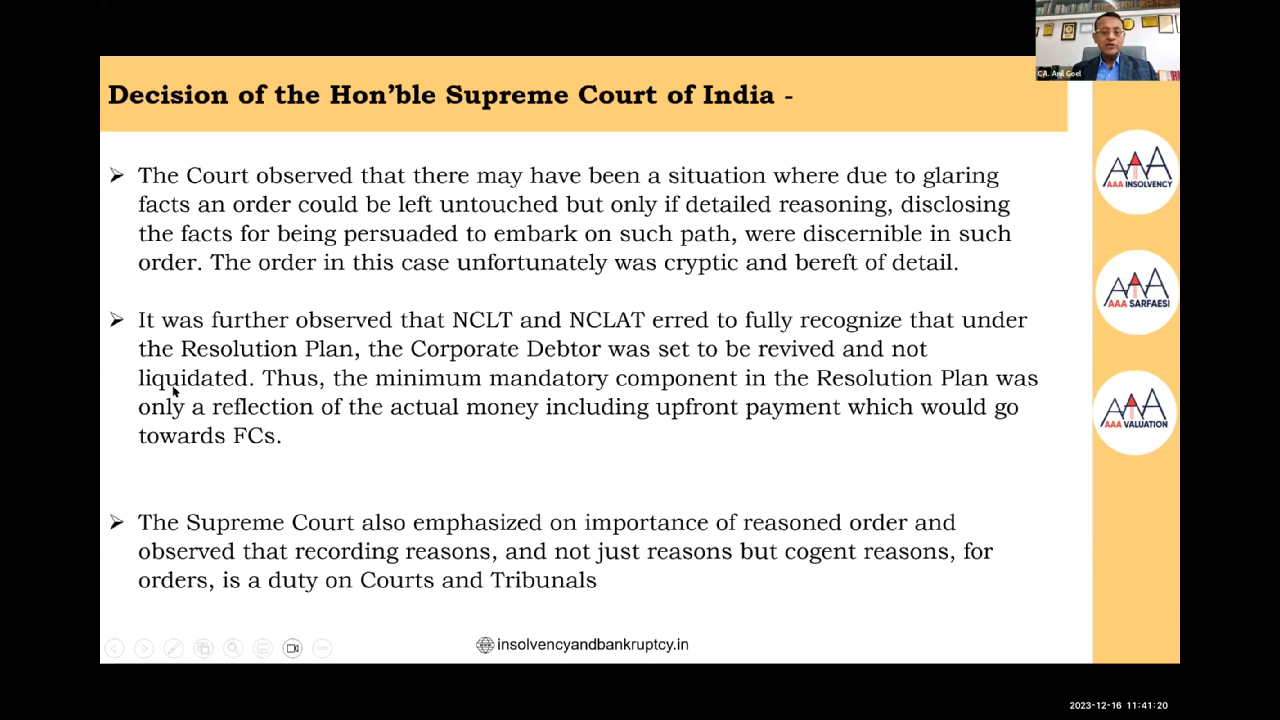 CA. Anil Goel
Decision of the Hon'ble Supreme Court of India -
➢ The Court observed that there may have been a situation where due to glaring
facts an order could be left untouched but only if detailed reasoning, disclosing
the facts for being persuaded to embark on such path, were discernible in such
order. The order in this case unfortunately was cryptic and bereft of detail.
➢ It was further observed that NCLT and NCLAT erred to fully recognize that under
the Resolution Plan, the Corporate Debtor was set to be revived and not
liquidated. Thus, the minimum mandatory component in the Resolution Plan was
only a reflection of the actual money including upfront payment which would go
towards FCs.
➢ The Supreme Court also emphasized on importance of reasoned order and
observed that recording reasons, and not just reasons but cogent reasons, for
orders, is a duty on Courts and Tribunals
AAA INSOLVENCY
AAA SARFAESI
AAA VALUATION
insolvencyandbankruptcy.in
2023-12-16 11:41:20